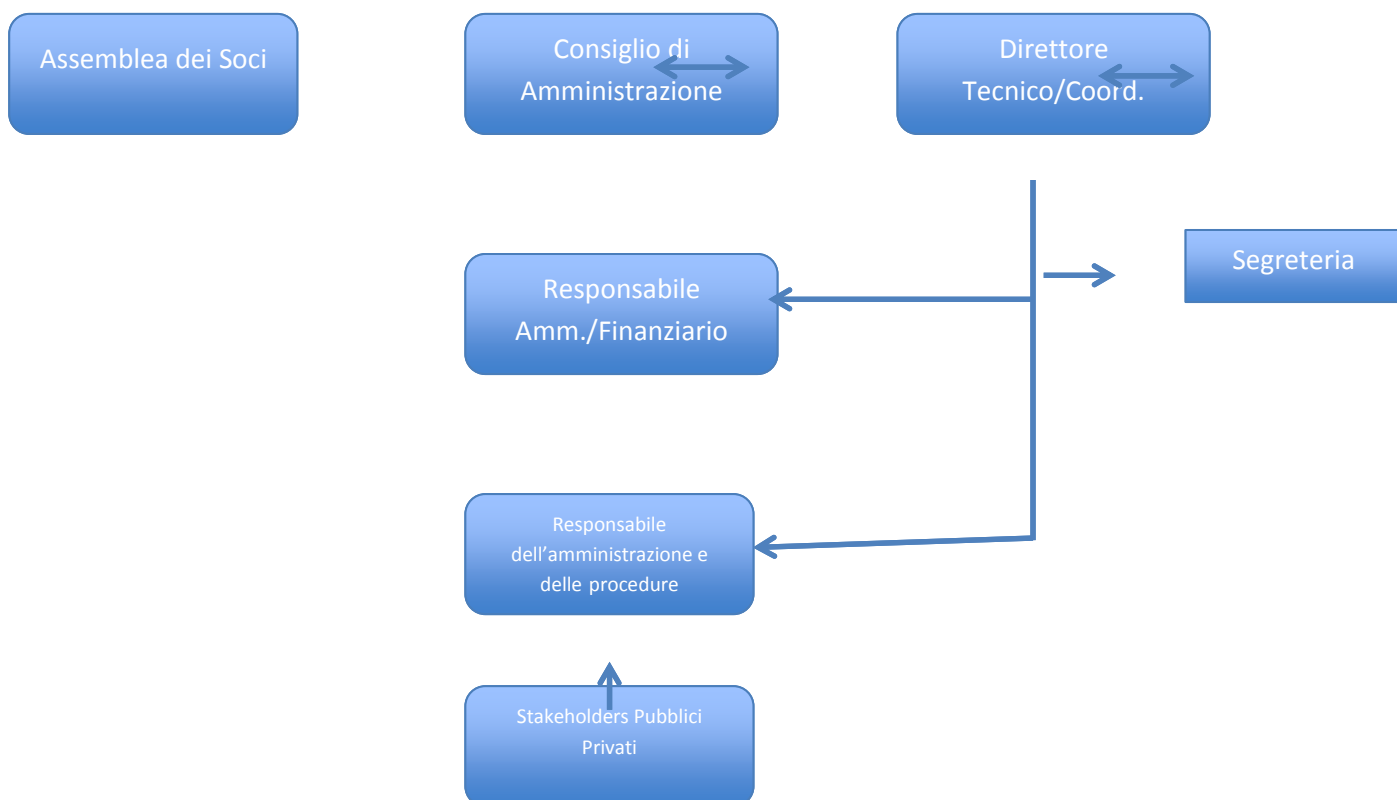 Assemblea dei Soci
Consiglio di
Amministrazione
Direttore
Tecnico/Coord.
Segreteria
Responsabile
Amm./Finanziario
Responsabile
dell'amministrazione e
delle procedure
Stakeholders Pubblici
Privati